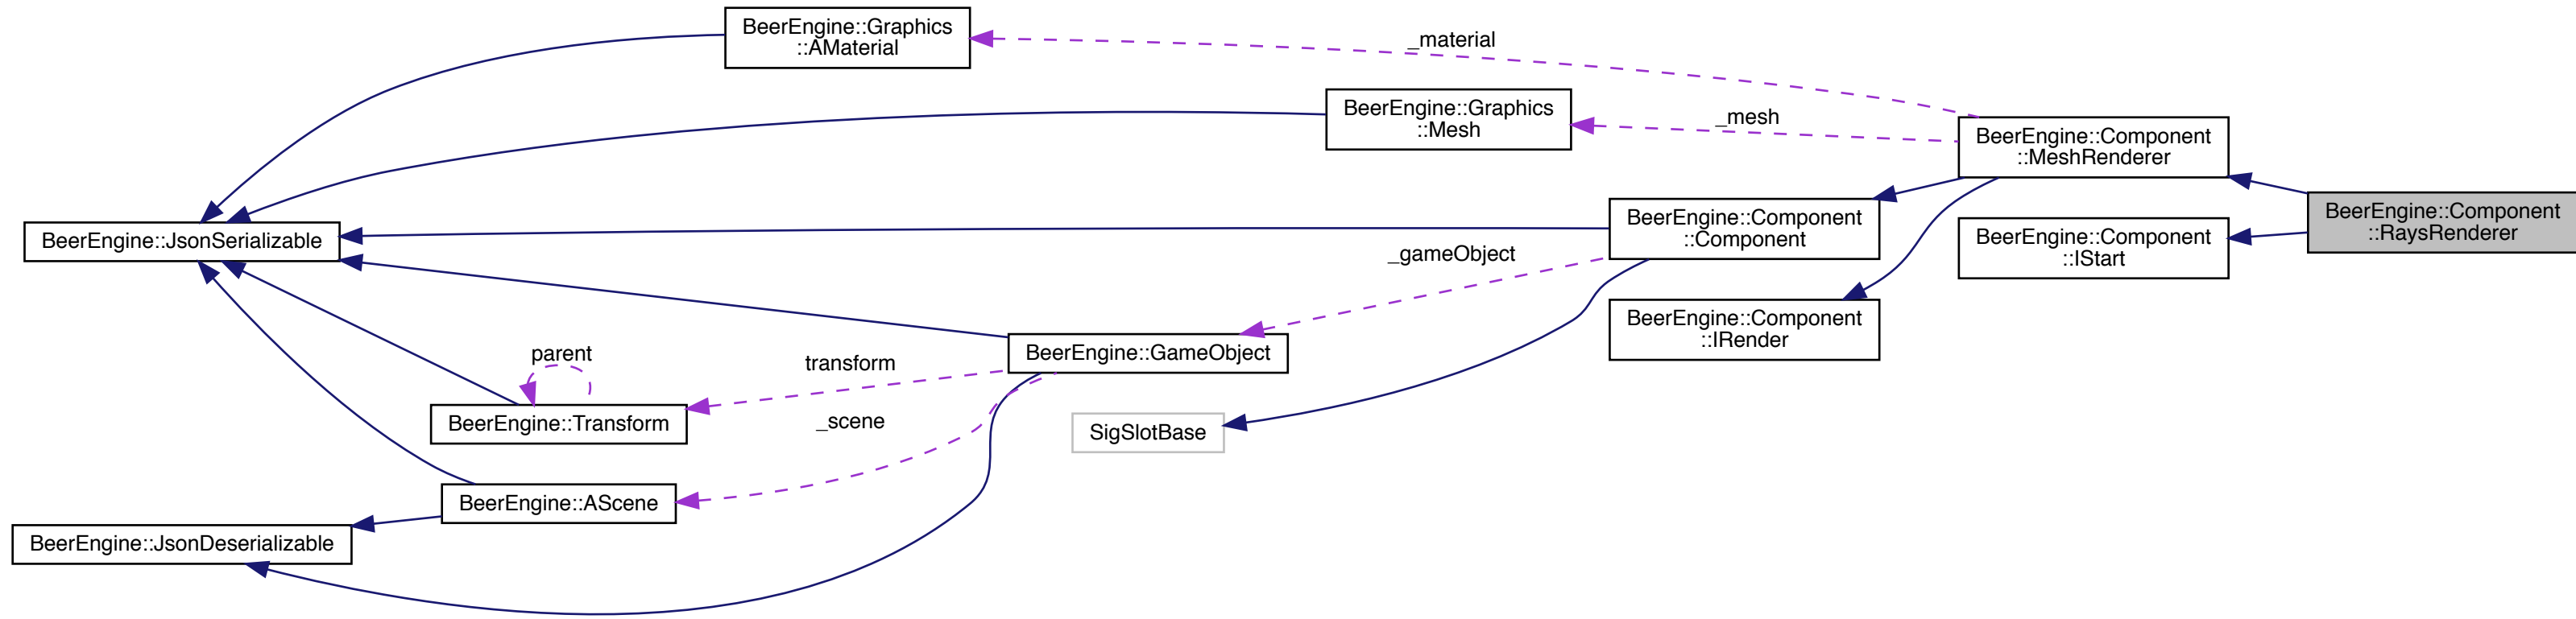 BeerEngine::Graphics
::AMaterial
_material
BeerEngine::Graphics
::Mesh
_mesh
BeerEngine::Component
::MeshRenderer
BeerEngine::JsonSerializable
BeerEngine::Component
::Component
BeerEngine::Component
::IStart
BeerEngine::Component
::RaysRenderer
_gameObject
BeerEngine::Component
::IRender
parent
transform
BeerEngine::GameObject
BeerEngine::Transform
_scene
SigSlotBase
BeerEngine::AScene
BeerEngine::JsonDeserializable